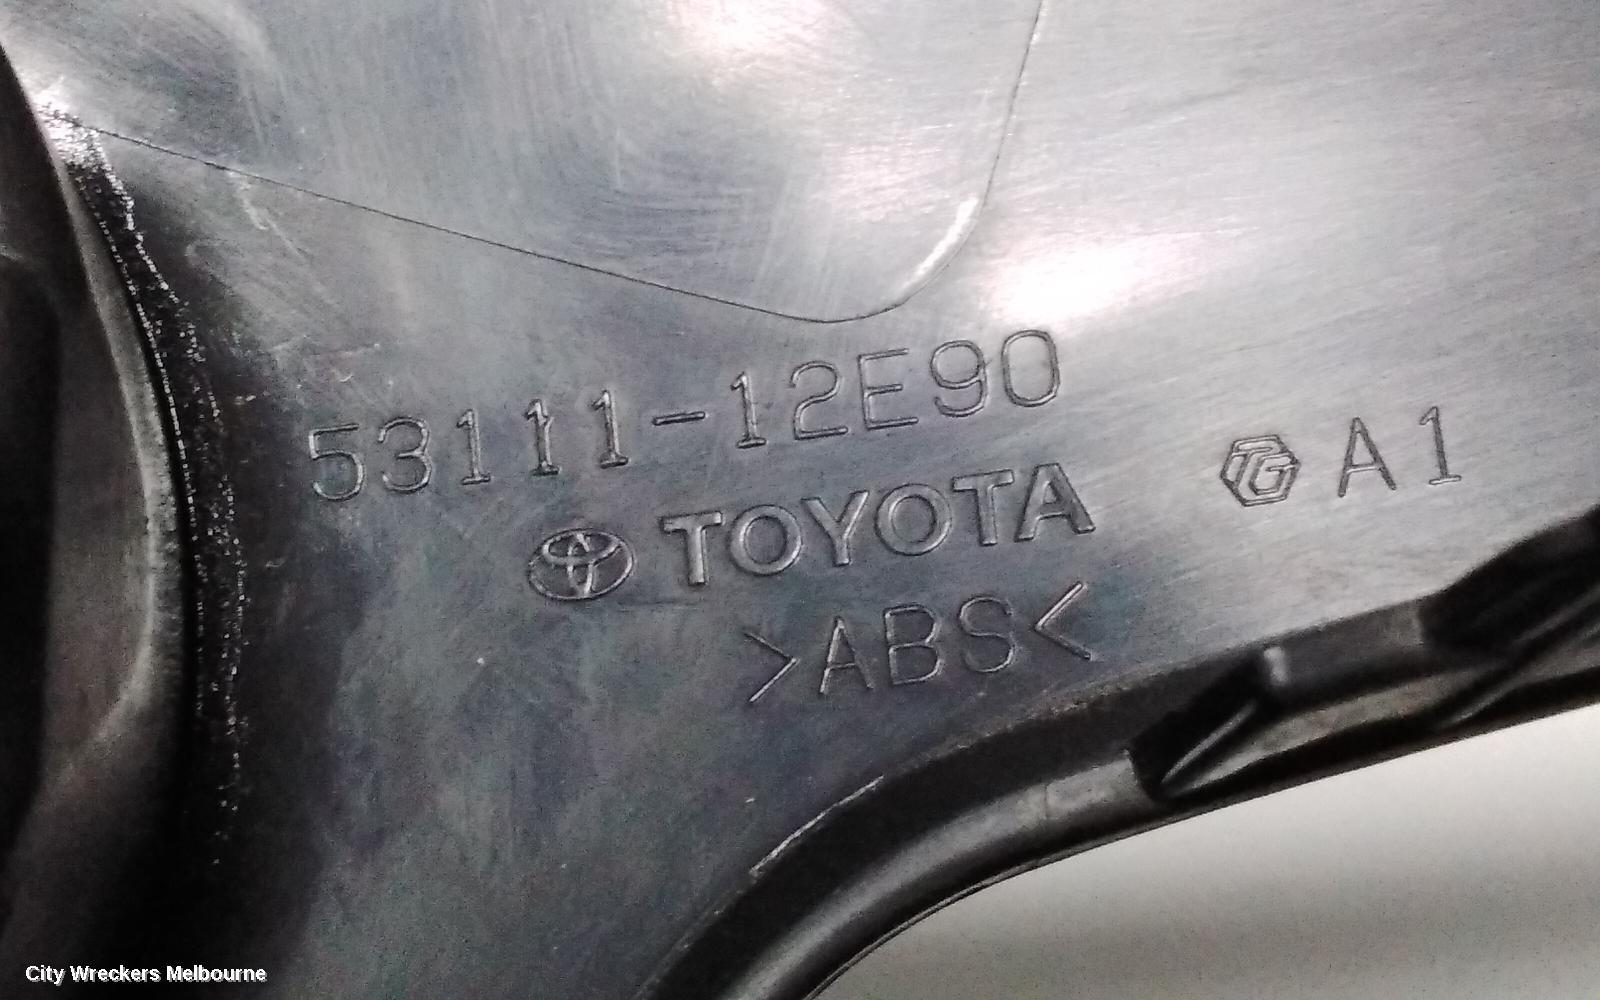 53111-12E90
TOYOTA
TG A1
>ABS<
City Wreckers Melbourne